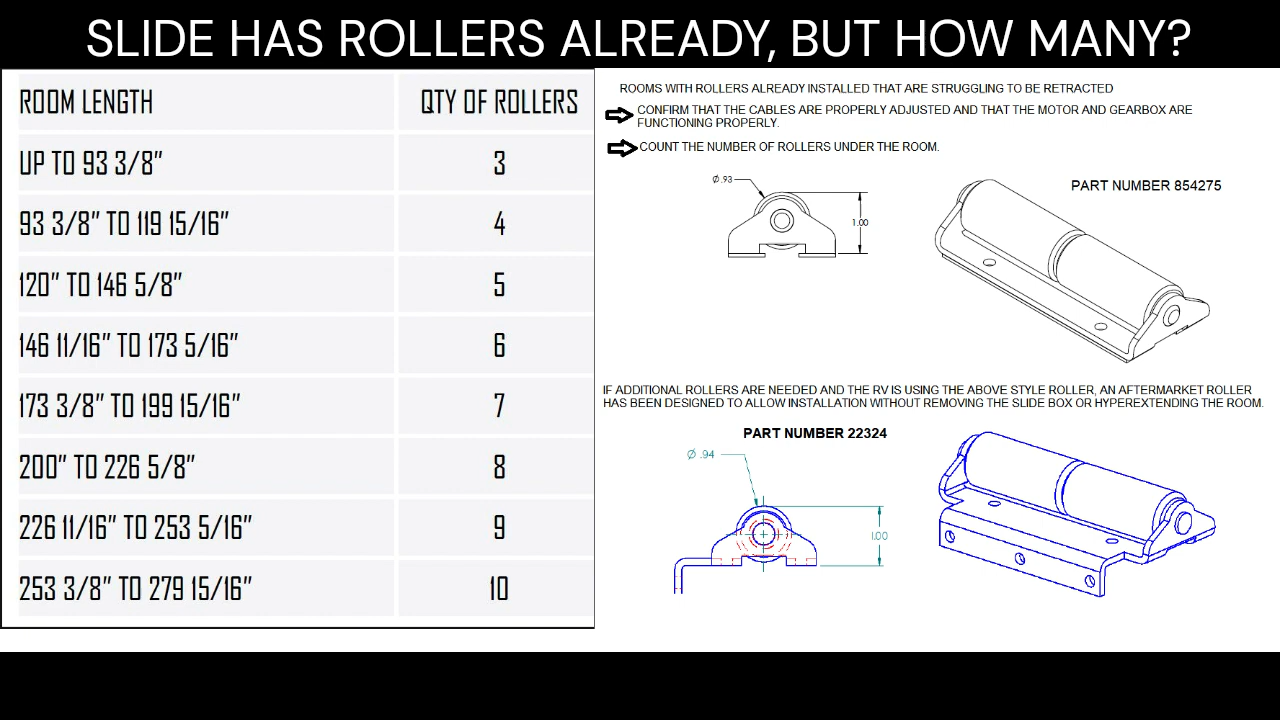 SLIDE HAS ROLLERS ALREADY, BUT HOW MANY?
ROOM LENGTH QTY OF ROLLERS
UP TO 93 3/8" 3
93 3/8" TO 119 15/16" 4
120" TO 146 5/8" 5
146 11/16" TO 173 5/16" 6
173 3/8" TO 199 15/16" 7
200" TO 226 5/8" 8
226 11/16" TO 253 5/16" 9
253 3/8" TO 279 15/16" 10
ROOMS WITH ROLLERS ALREADY INSTALLED THAT ARE STRUGGLING TO BE RETRACTED
CONFIRM THAT THE CABLES ARE PROPERLY ADJUSTED AND THAT THE MOTOR AND GEARBOX ARE
FUNCTIONING PROPERLY.
COUNT THE NUMBER OF ROLLERS UNDER THE ROOM.
Ø.93
1.00
PART NUMBER 854275
IF ADDITIONAL ROLLERS ARE NEEDED AND THE RV IS USING THE ABOVE STYLE ROLLER, AN AFTERMARKET ROLLER
HAS BEEN DESIGNED TO ALLOW INSTALLATION WITHOUT REMOVING THE SLIDE BOX OR HYPEREXTENDING THE ROOM.
PART NUMBER 22324
Ø .94
1.00